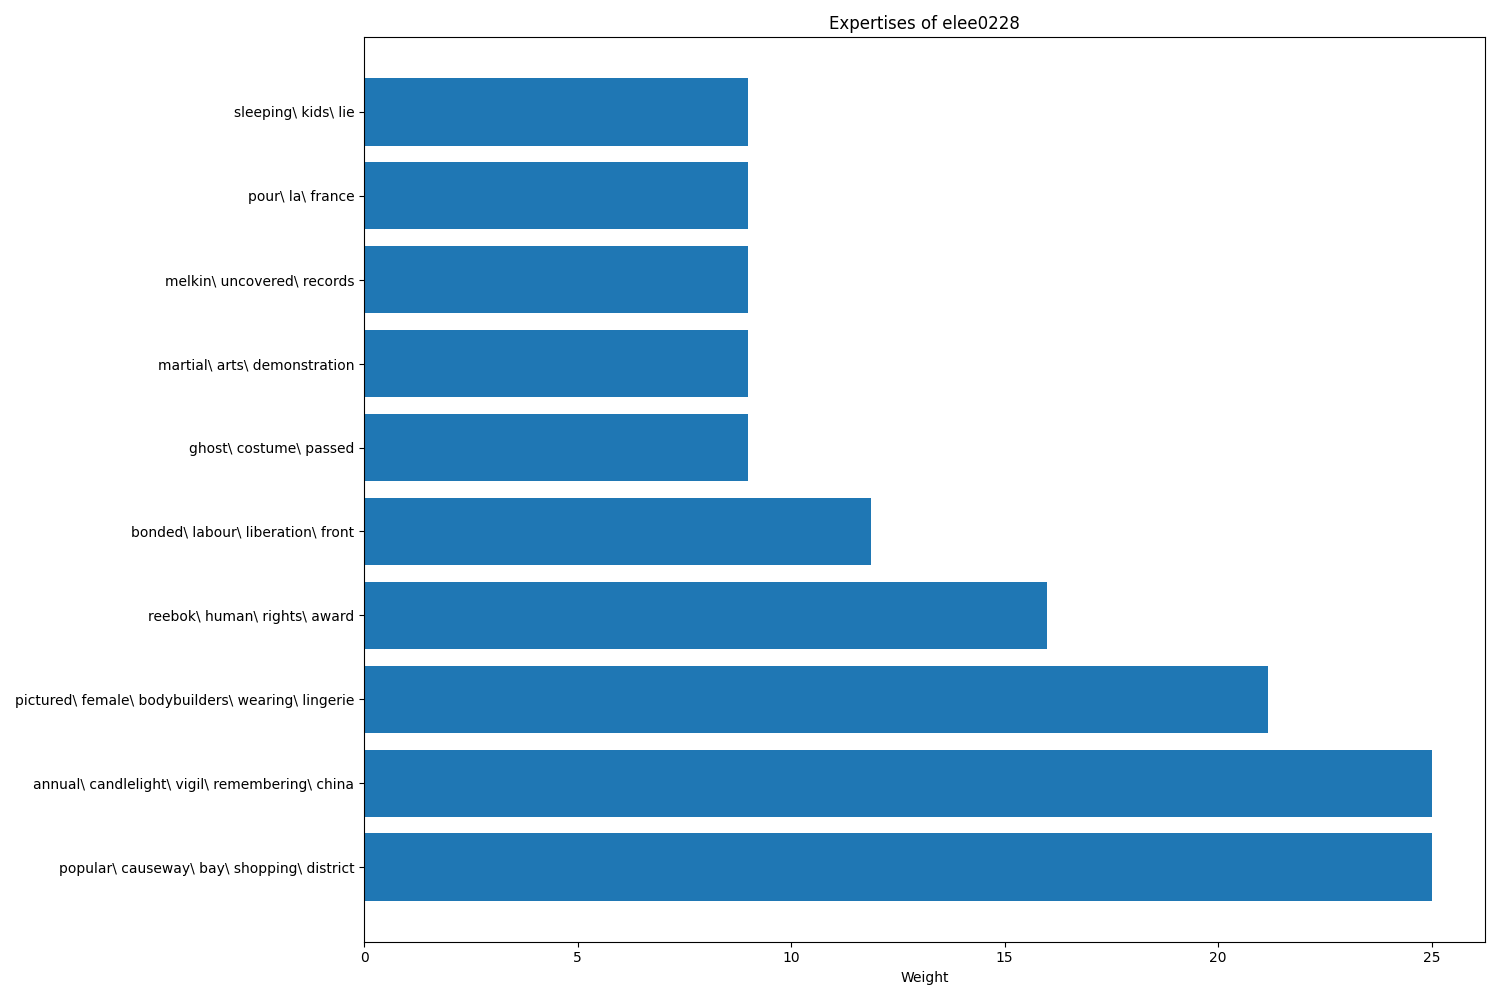 Expertises of elee0228
sleeping\ kids\ lie
pour\ la\ france
melkin\ uncovered\ records
martial\ arts\ demonstration
ghost\ costume\ passed
bonded\ labour\ liberation\ front
reebok\ human\ rights\ award
pictured\ female\ bodybuilders\ wearing\ lingerie
annual\ candlelight\ vigil\ remembering\ china
popular\ causeway\ bay\ shopping\ district
0 5 10 15 20 25
Weight